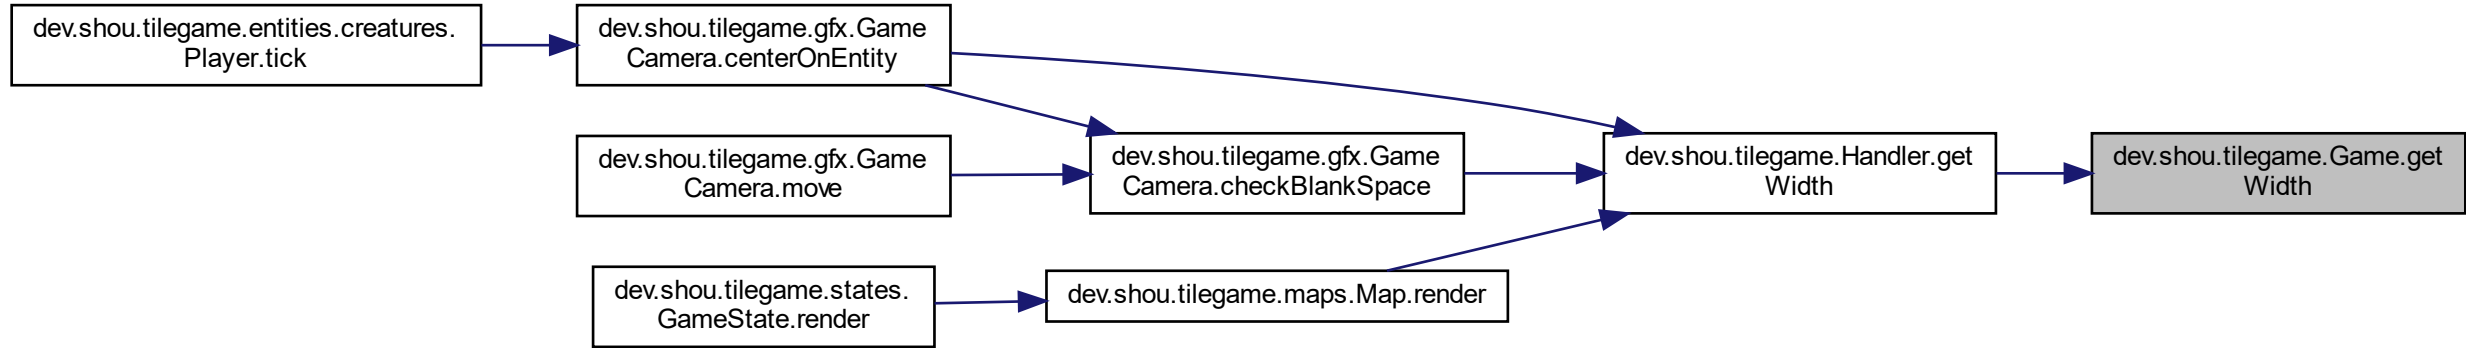 dev.shou.tilegame.entities.creatures.
Player.tick
dev.shou.tilegame.gfx.Game
Camera.centerOnEntity
dev.shou.tilegame.gfx.Game
Camera.move
dev.shou.tilegame.states.
GameState.render
dev.shou.tilegame.gfx.Game
Camera.checkBlankSpace
dev.shou.tilegame.maps.Map.render
dev.shou.tilegame.Handler.get
Width
dev.shou.tilegame.Game.get
Width